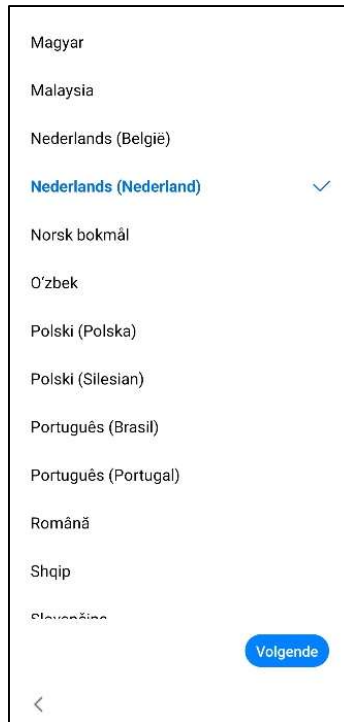 Magyar
Malaysia
Nederlands (België)
Nederlands (Nederland)
Norsk bokmål
O'zbek
Polski (Polska)
Polski (Silesian)
Português (Brasil)
Português (Portugal)
Română
Shqip
Volgende